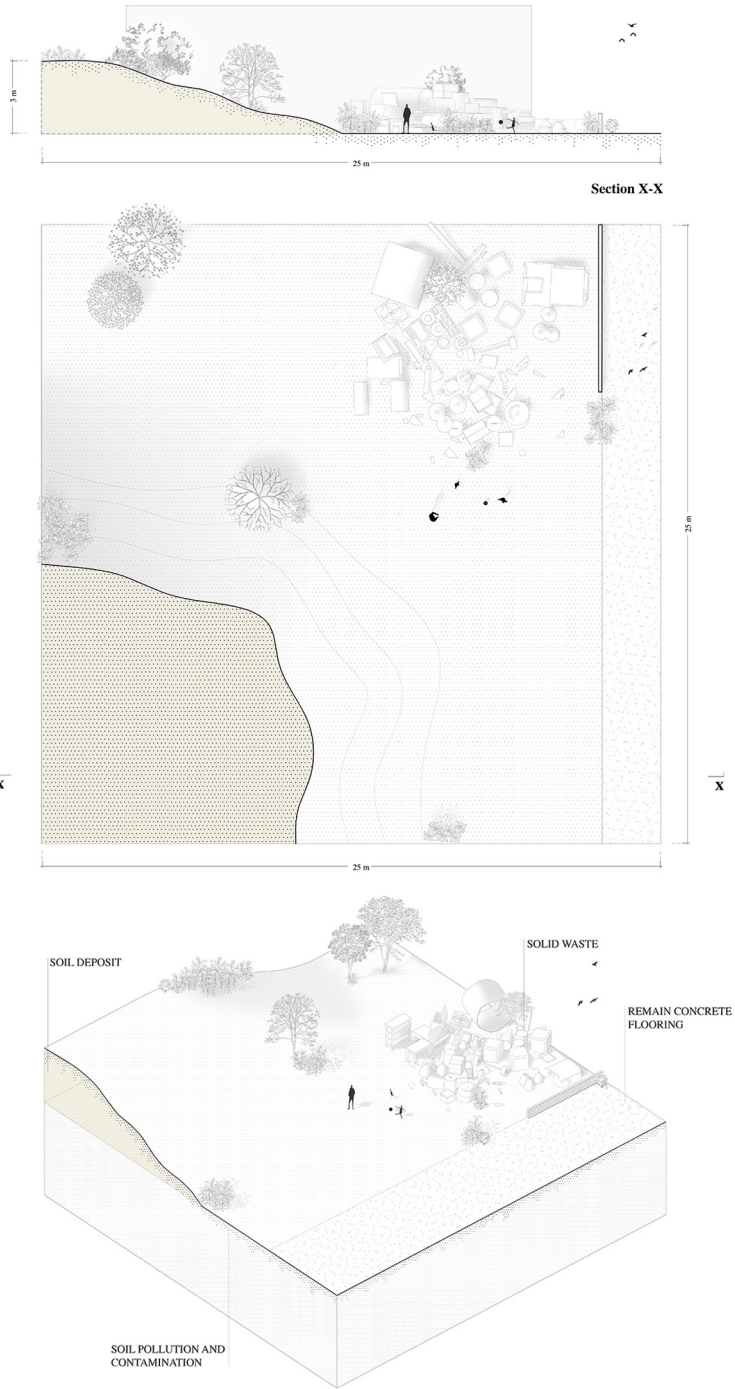 3 m
25 m
Section X-X
25 m
X
X
25 m
SOIL DEPOSIT
SOLID WASTE
REMAIN CONCRETE
FLOORING
SOIL POLLUTION AND
CONTAMINATION